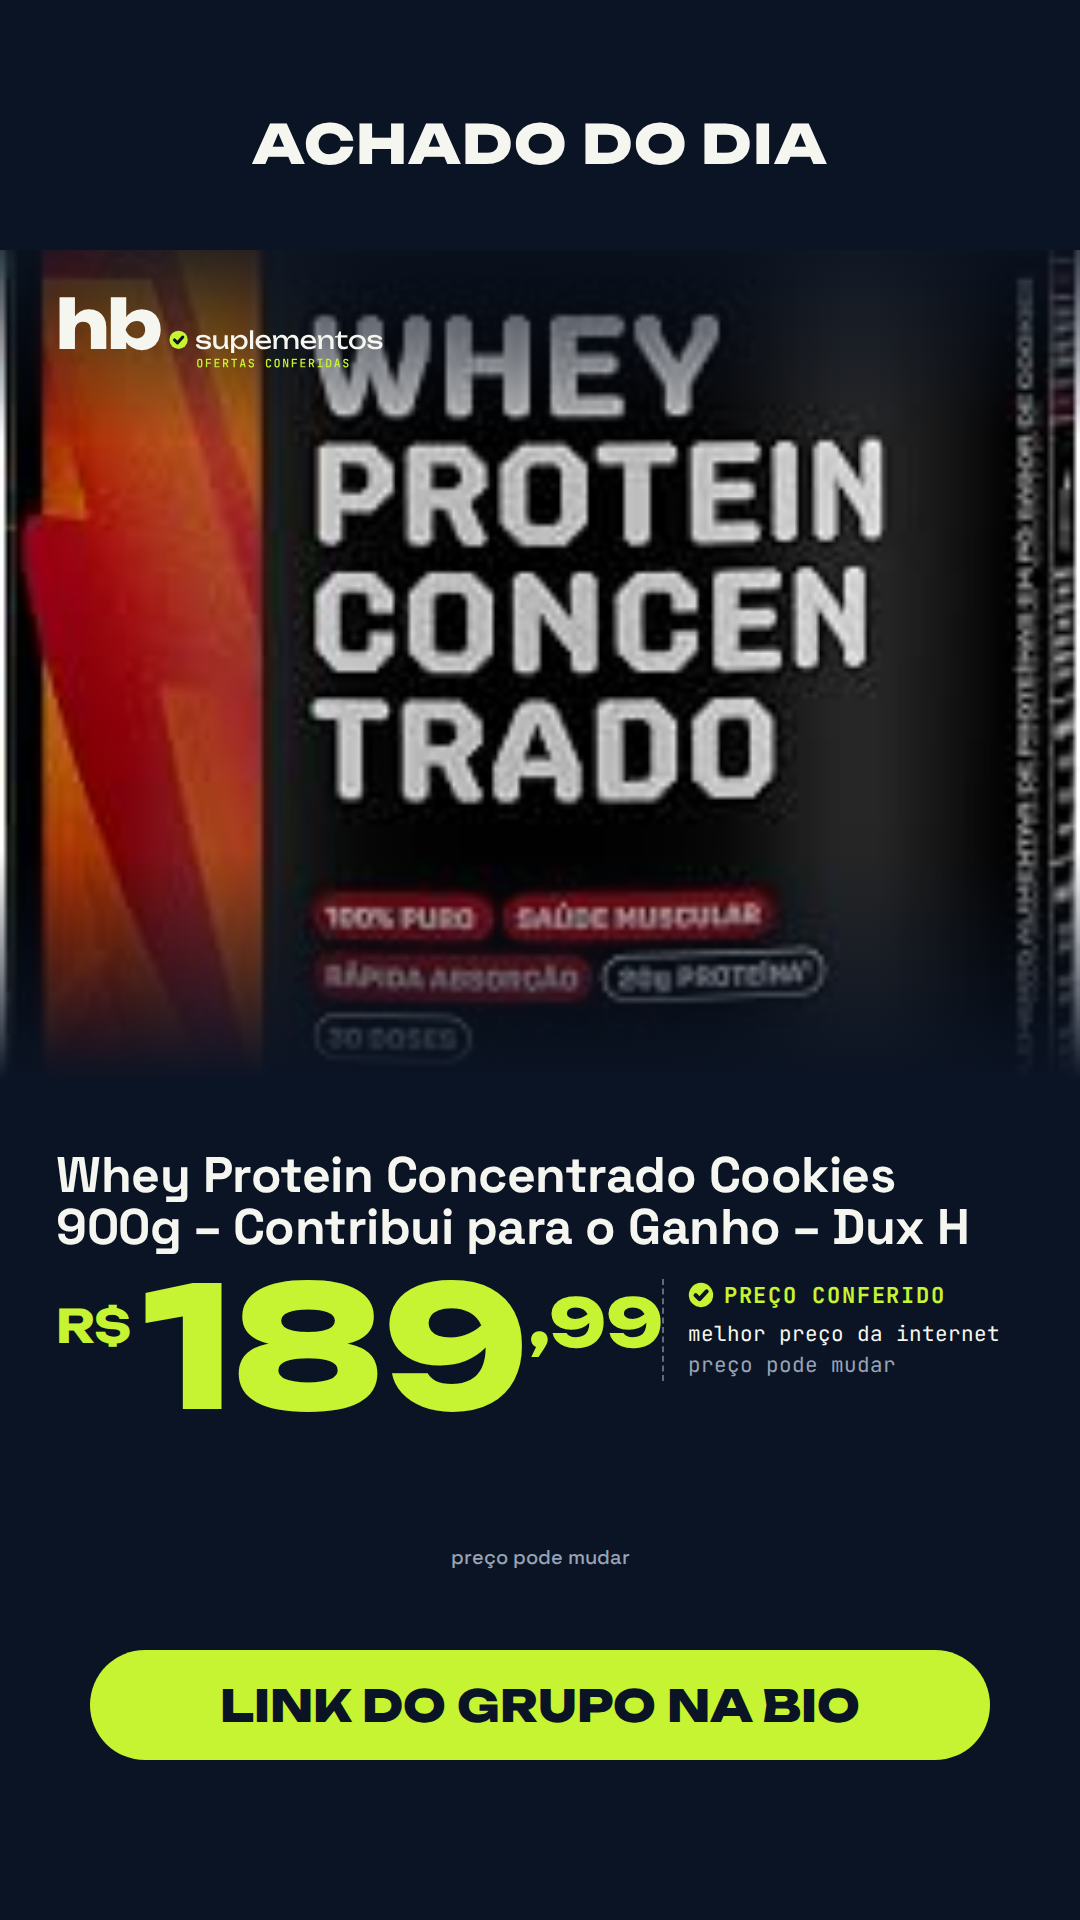 ACHADO DO DIA
hb suplementos
OFERTAS CONFERIDAS
WHEY
PROTEIN
CONCEN
TRADO
100% PURO SAÚDE MUSCULAR
RÁPIDA ABSORÇÃO 20g PROTEÍNA*
30 DOSES
Whey Protein Concentrado Cookies
900g – Contribui para o Ganho – Dux H
R$189,99
PREÇO CONFERIDO
melhor preço da internet
preço pode mudar
preço pode mudar
LINK DO GRUPO NA BIO